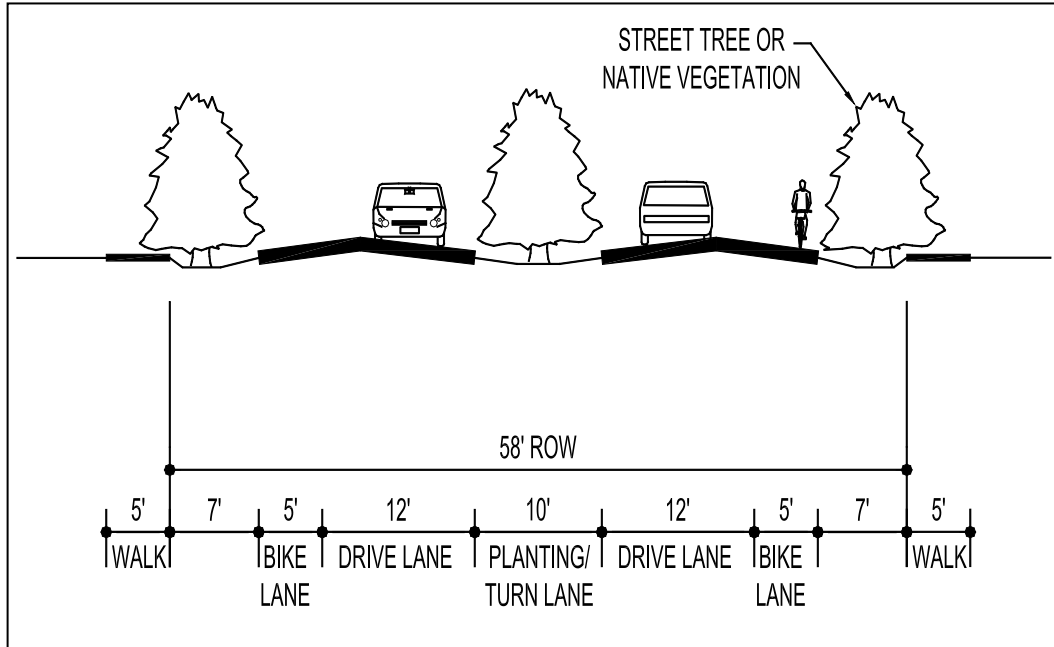 STREET TREE OR
NATIVE VEGETATION
58' ROW
5' 7' 5' 12' 10' 12' 5' 7' 5'
WALK BIKE DRIVE LANE PLANTING/ DRIVE LANE BIKE WALK
LANE TURN LANE LANE